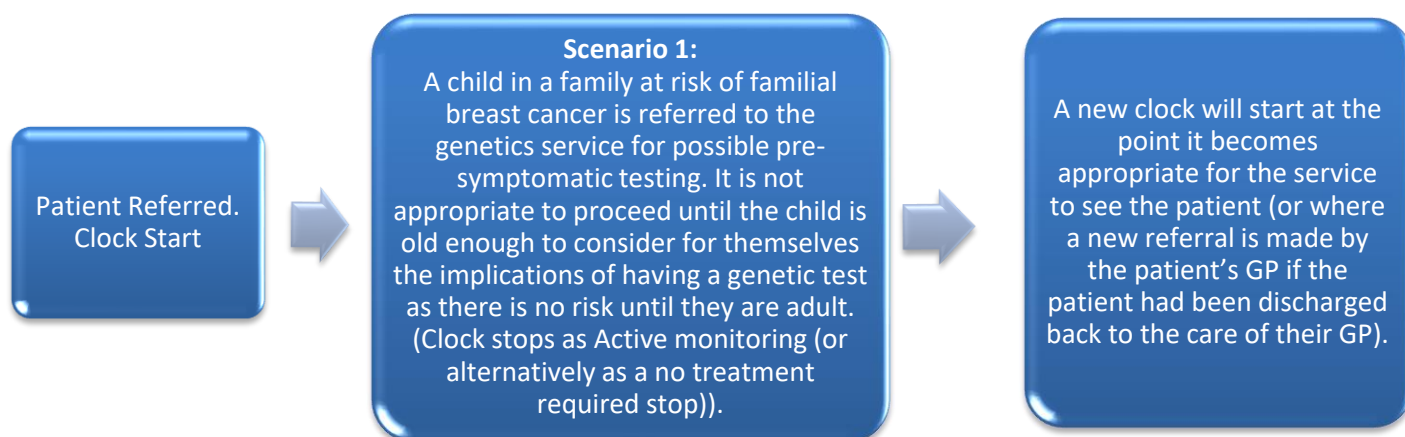 Patient Referred.
Clock Start
Scenario 1:
A child in a family at risk of familial
breast cancer is referred to the
genetics service for possible pre-
symptomatic testing. It is not
appropriate to proceed until the child is
old enough to consider for themselves
the implications of having a genetic test
as there is no risk until they are adult.
(Clock stops as Active monitoring (or
alternatively as a no treatment
required stop)).
A new clock will start at the
point it becomes
appropriate for the service
to see the patient (or where
a new referral is made by
the patient’s GP if the
patient had been discharged
back to the care of their GP).